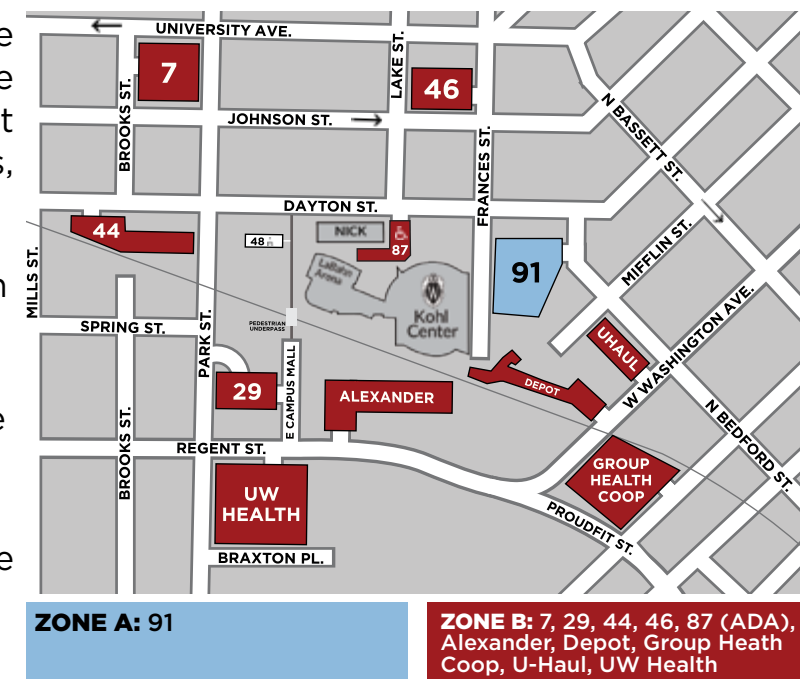 e
e
t
s,
n
e
e
UNIVERSITY AVE.
LAKE ST.
7
46
BROOKS ST.
JOHNSON ST.
N BASSETT ST.
FRANCES ST.
DAYTON ST.
44
48
NICK
87
MIFFLIN ST.
91
LaBahn
Arena
MILLS ST.
Kohl
Center
PEDESTRIAN
UNDERPASS
SPRING ST.
PARK ST.
UHAUL
W WASHINGTON AVE.
29
E CAMPUS MALL
ALEXANDER
DEPOT
BROOKS ST.
REGENT ST.
N BEDFORD ST.
GROUP
HEALTH
COOP
UW
HEALTH
PROUDFIT ST.
BRAXTON PL.
ZONE A: 91
ZONE B: 7, 29, 44, 46, 87 (ADA),
Alexander, Depot, Group Heath
Coop, U-Haul, UW Health